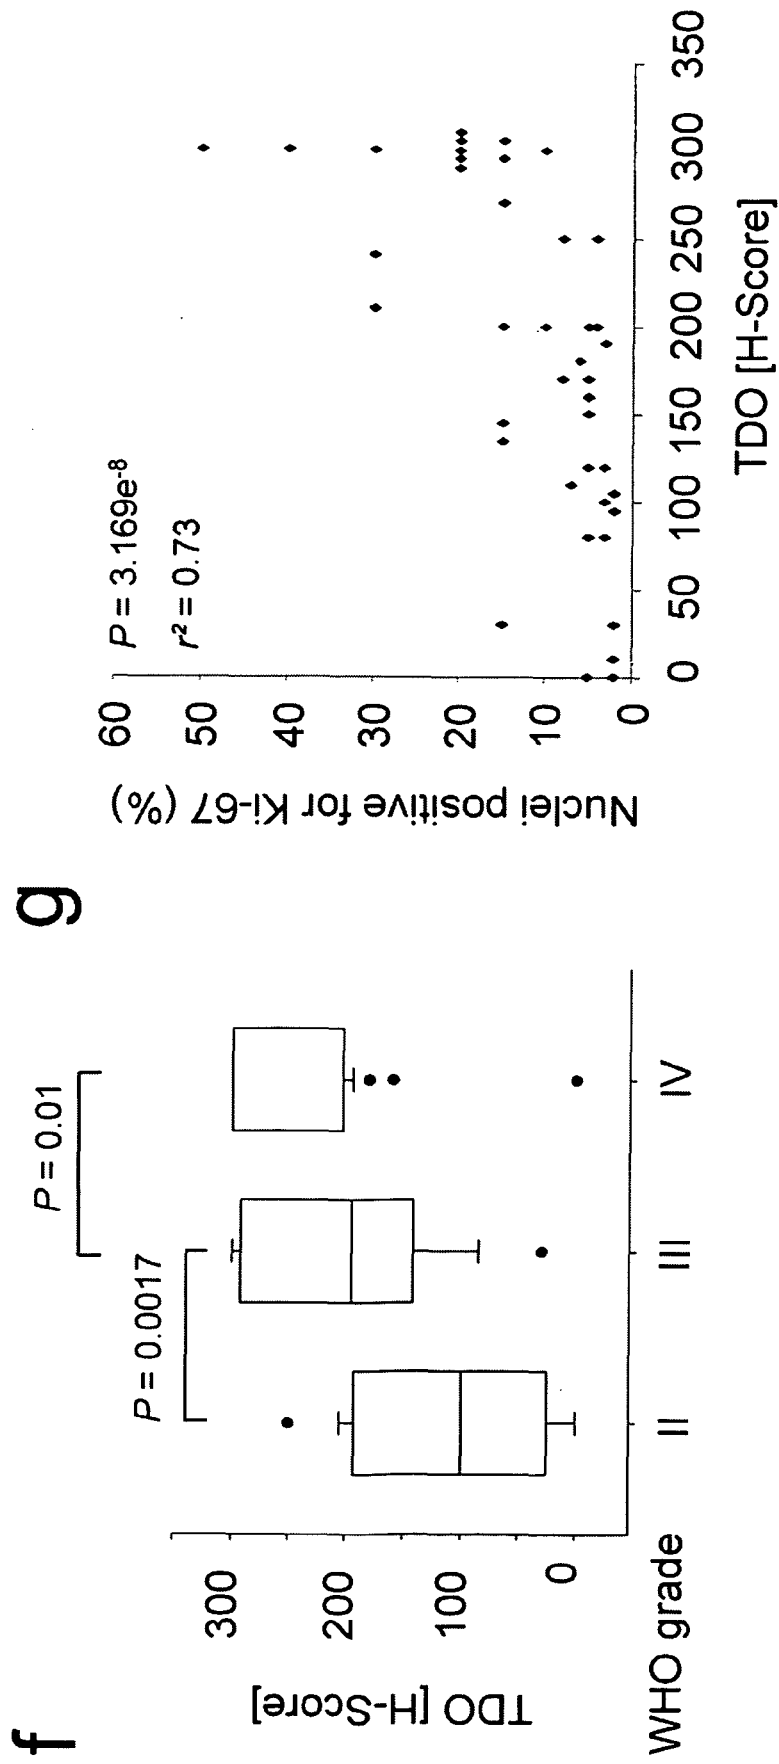 f
TDO [H-Score]
300
200
100
0
WHO grade
II
III
IV
P = 0.0017
P = 0.01
g
Nuclei positive for Ki-67 (%)
60
50
40
30
20
10
0
P = 3.169e-8
r² = 0.73
0 50 100 150 200 250 300 350
TDO [H-Score]